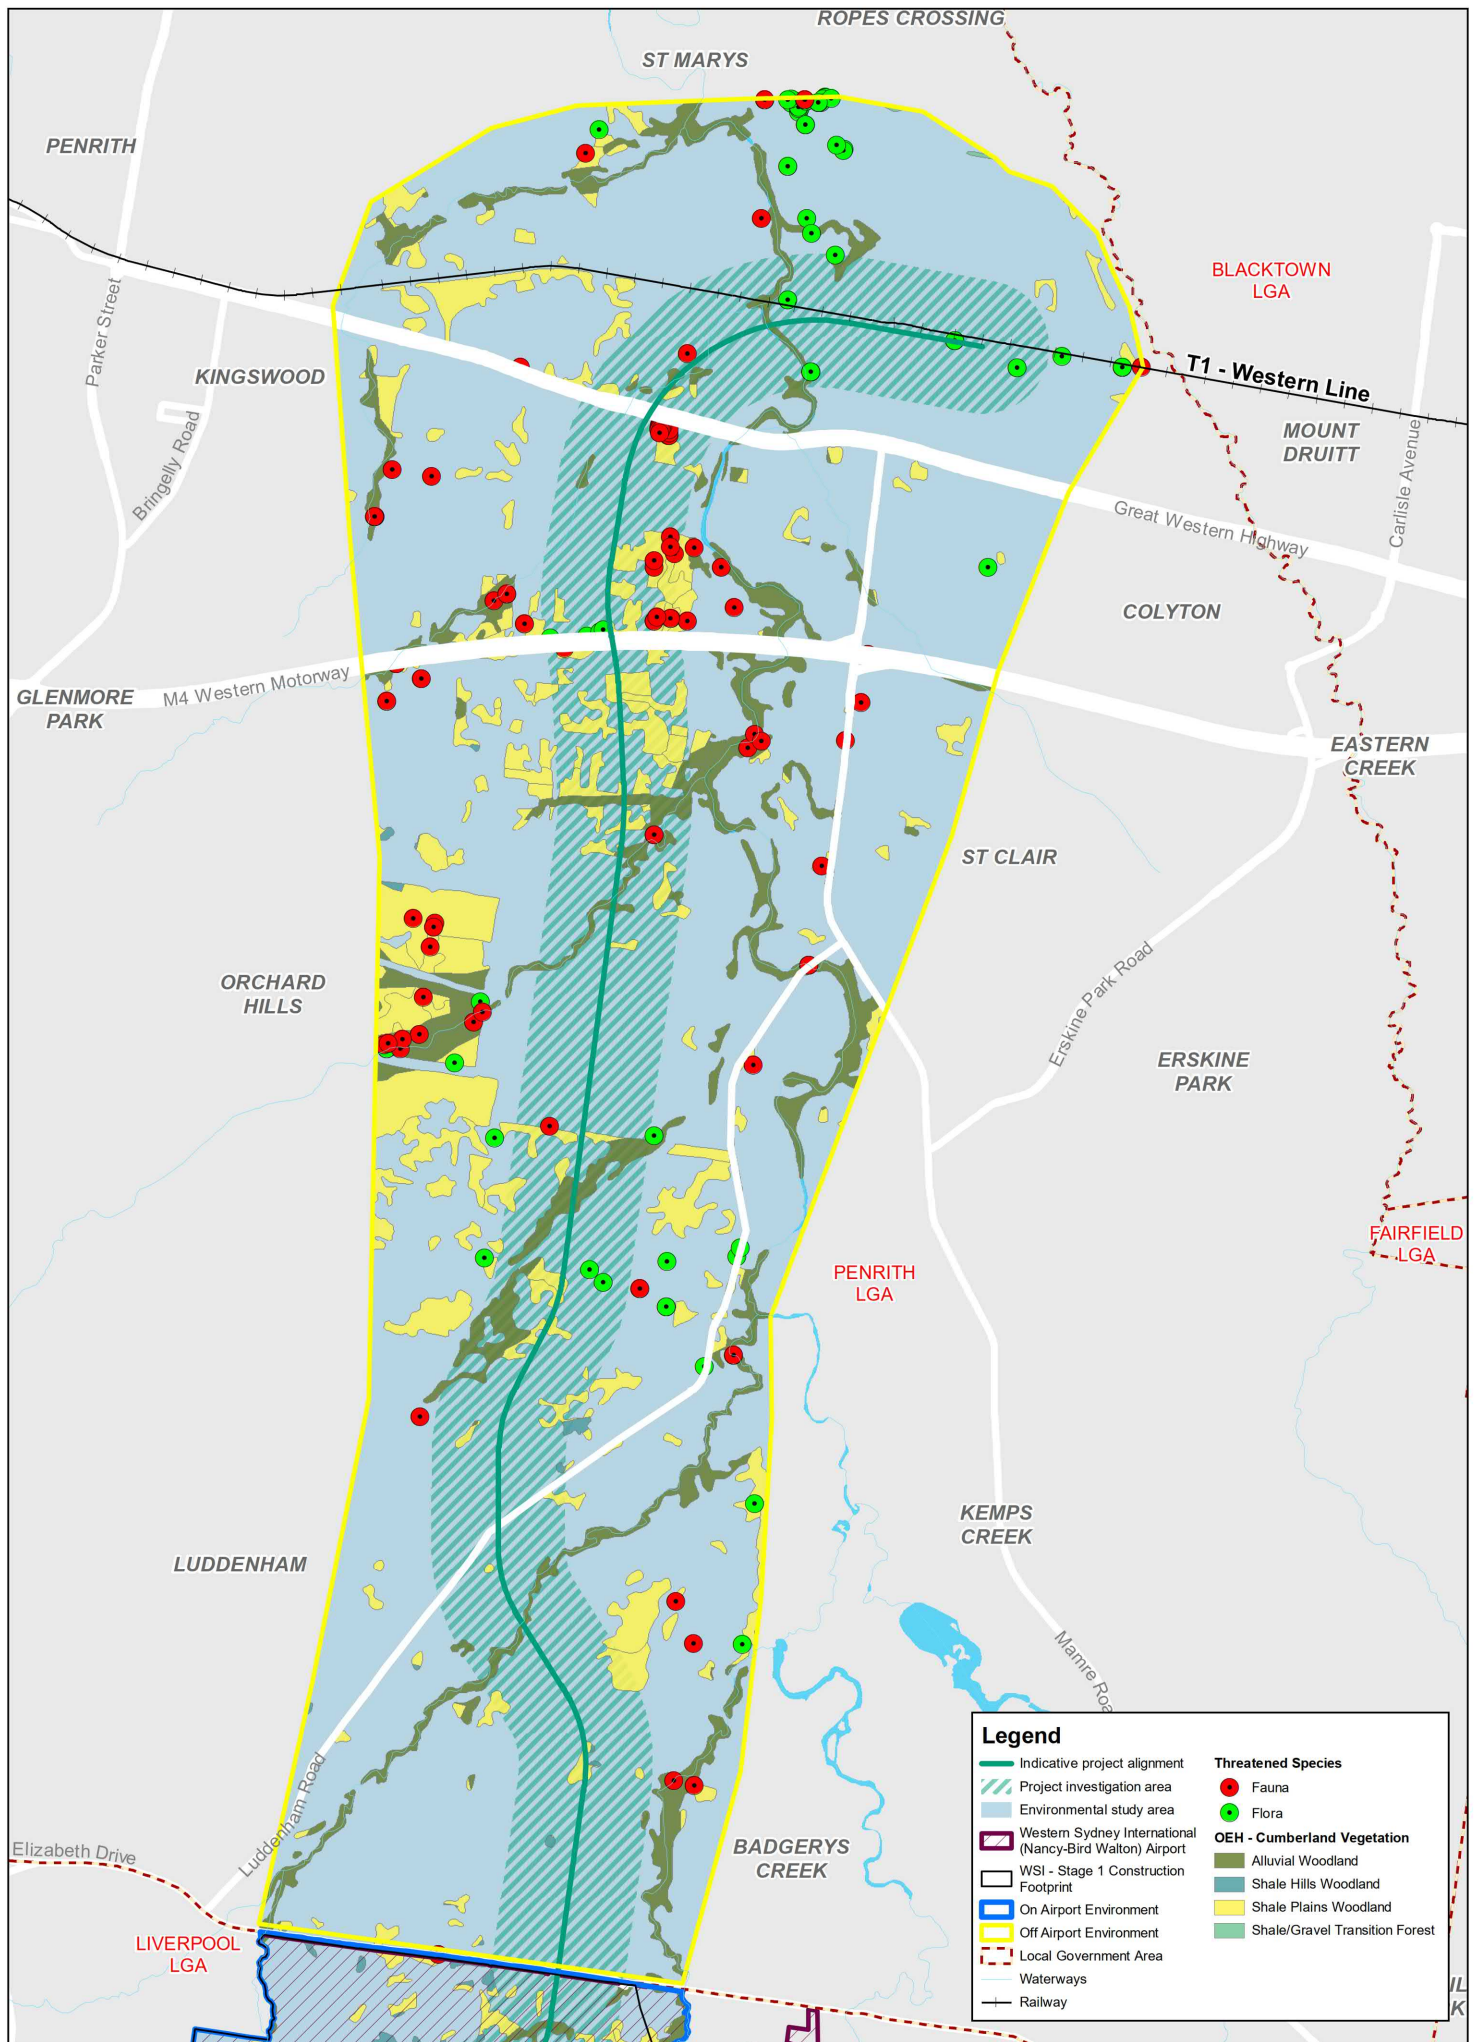 ROPES CROSSING
ST MARYS
PENRITH
BLACKTOWN
LGA
Parker Street
T1 - Western Line
KINGSWOOD
MOUNT
DRUITT
Bringelly Road
Carlisle Avenue
Great Western Highway
COLYTON
GLENMORE
PARK
M4 Western Motorway
EASTERN
CREEK
ST CLAIR
ORCHARD
HILLS
Erskine Park Road
ERSKINE
PARK
FAIRFIELD
LGA
PENRITH
LGA
KEMPS
CREEK
LUDDENHAM
Mamre Roa
Luddenham Road
Elizabeth Drive
BADGERYS
CREEK
LIVERPOOL
LGA
IL
K
Legend
Indicative project alignment
Project investigation area
Environmental study area
Western Sydney International
(Nancy-Bird Walton) Airport
WSI - Stage 1 Construction
Footprint
On Airport Environment
Off Airport Environment
Local Government Area
Waterways
Railway
Threatened Species
Fauna
Flora
OEH - Cumberland Vegetation
Alluvial Woodland
Shale Hills Woodland
Shale Plains Woodland
Shale/Gravel Transition Forest